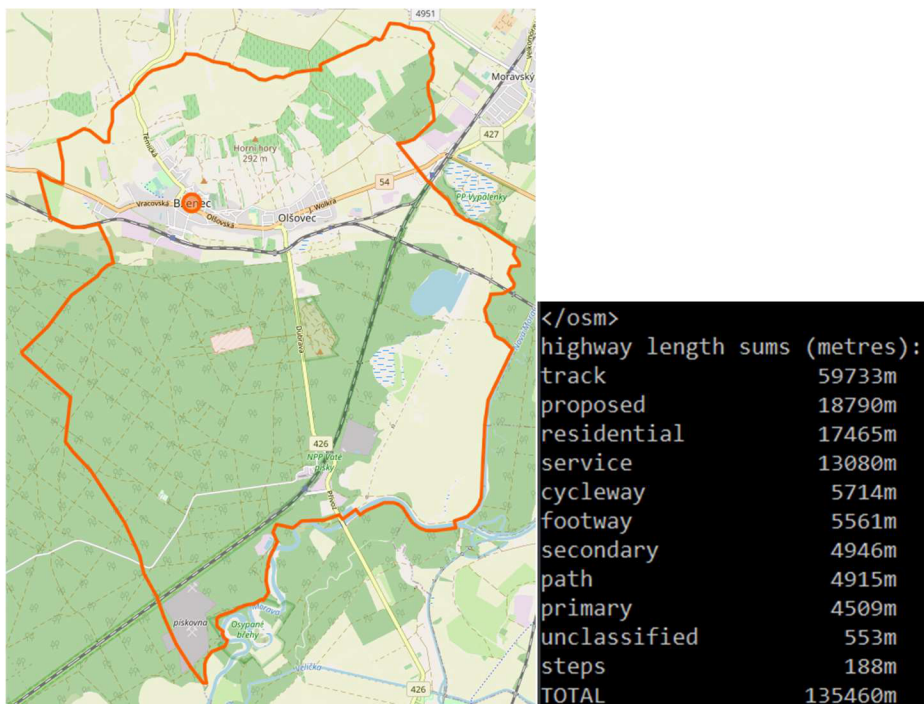 4951
Moravský
427
Těmická
Horní hory
292 m
54
PP Vypálenky
Vracovská
Bzenec
Olšovská
J. Wolkra
Olšovec
Dúbrava
426
NPP Váté
písky
Přívoz
Morava
pískovna
Osypané
břehy
Velička
426
</osm>
highway length sums (metres):
track 59733m
proposed 18790m
residential 17465m
service 13080m
cycleway 5714m
footway 5561m
secondary 4946m
path 4915m
primary 4509m
unclassified 553m
steps 188m
TOTAL 135460m